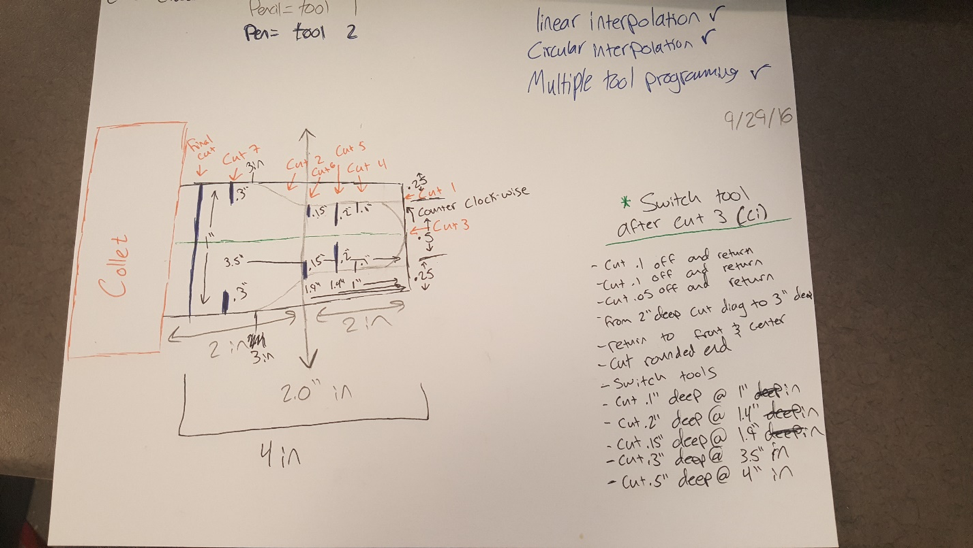 Pencil = tool 1
Pen = tool 2
linear interpolation ✓
Circular interpolation ✓
Multiple tool programing ✓
9/29/16
Collet
Final cut
Cut 7
3in
Cut 2
Cut 6
Cut 5
Cut 4
.25
Cut 1
Counter Clock-wise
Cut 3
.5
.25
.3"
.15
.2
.1"
1"
3.5"
.15"
.2
.1"
.3"
1.9"
1.4"
1"
2 in
3 in
2 in
2.0" in
4 in
* Switch tool
after cut 3 (ci)
- Cut .1 off and return
- Cut .1 off and return
- Cut .05 off and return
- from 2" deep cut diag to 3" deep
- return to front & center
- Cut rounded end
- Switch tools
- Cut .1" deep @ 1" deep in
- Cut .2" deep @ 1.4" deep in
- Cut .15" deep @ 1.9" deep in
- Cut .3" deep @ 3.5" in
- Cut .5" deep @ 4" in